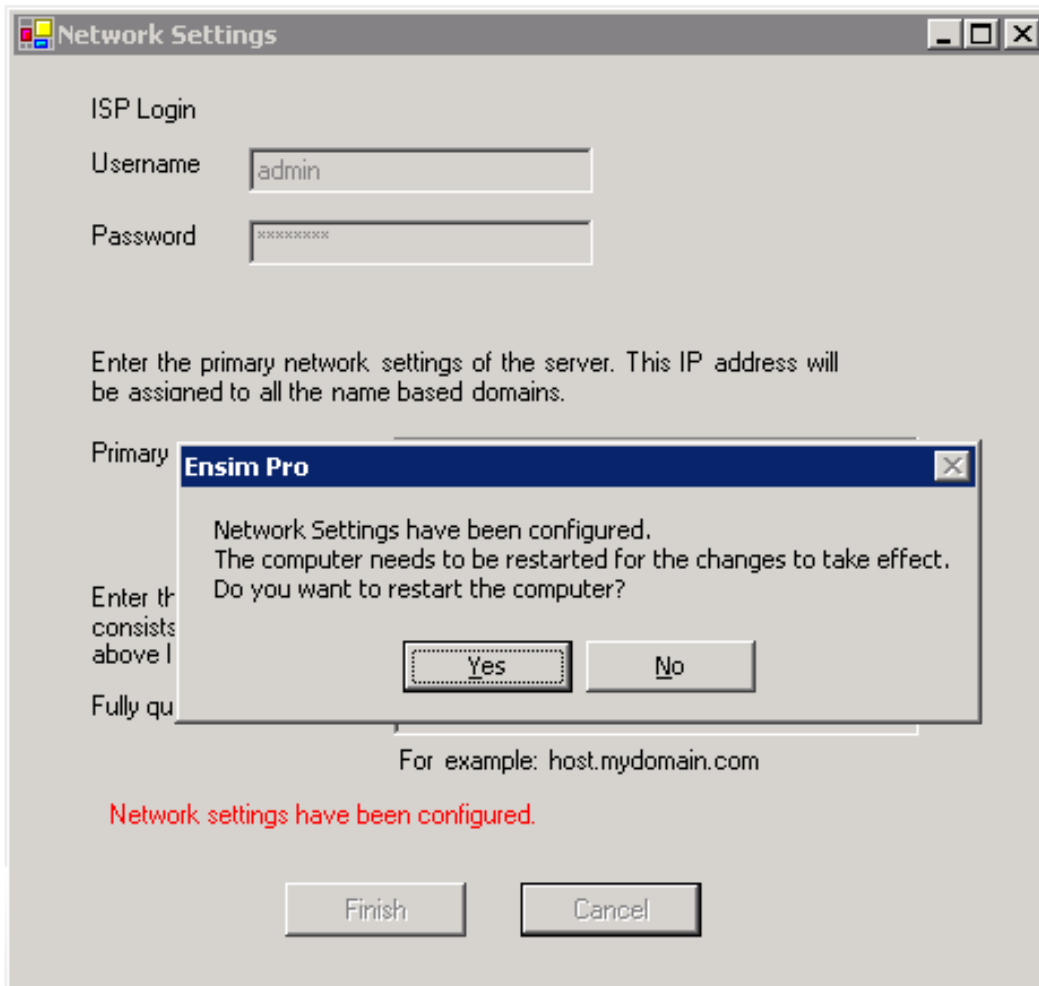 Network Settings
ISP Login
Username
admin
Password
********
Enter the primary network settings of the server. This IP address will
be assigned to all the name based domains.
Primary
Ensim Pro
Network Settings have been configured.
The computer needs to be restarted for the changes to take effect.
Do you want to restart the computer?
Yes
No
Enter th
consists
above I
Fully qu
For example: host.mydomain.com
Network settings have been configured.
Finish
Cancel